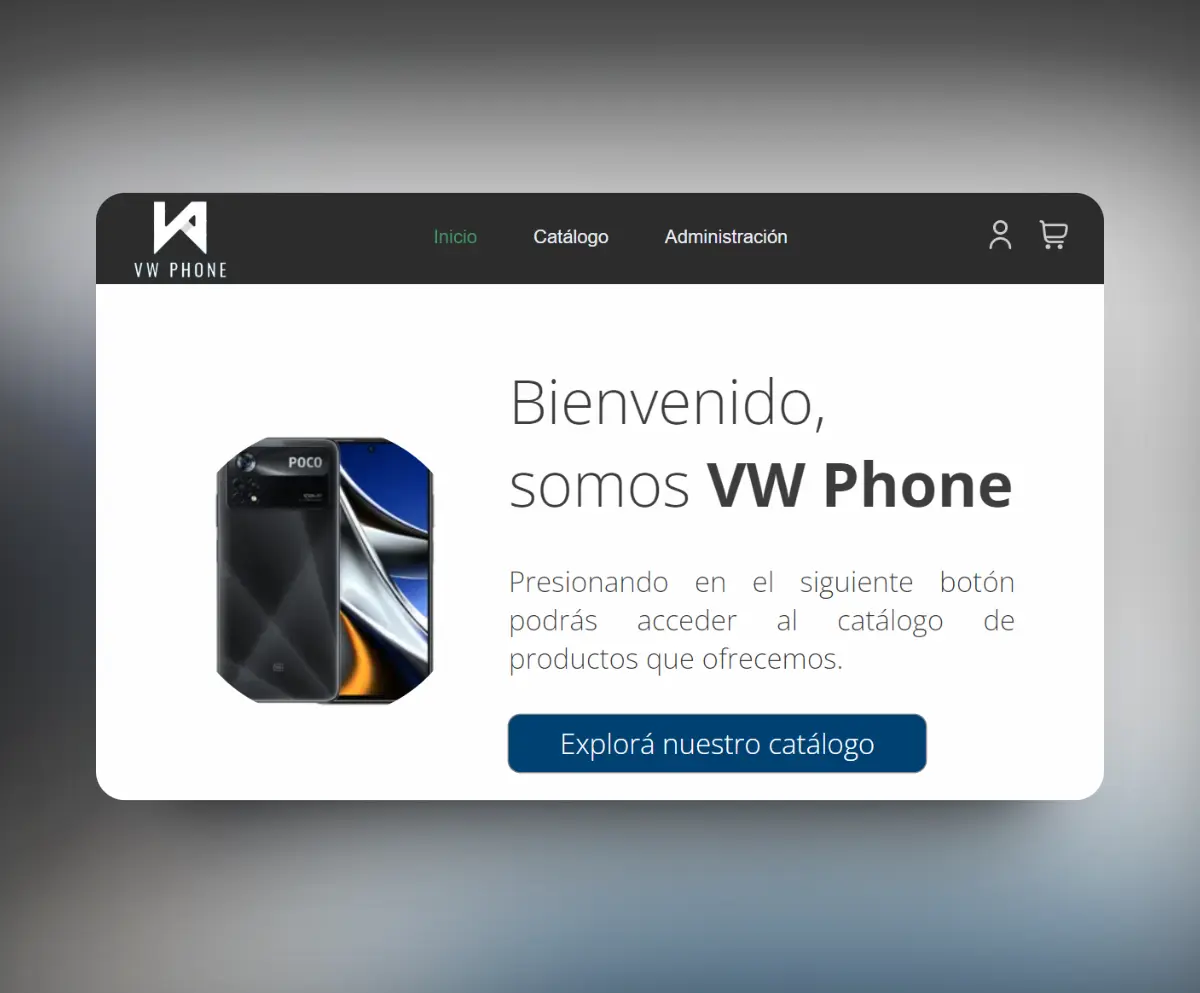 VW PHONE
Inicio Catálogo Administración
Bienvenido,
somos VW Phone
POCO
Presionando en el siguiente botón
podrás acceder al catálogo de
productos que ofrecemos.
Explorá nuestro catálogo